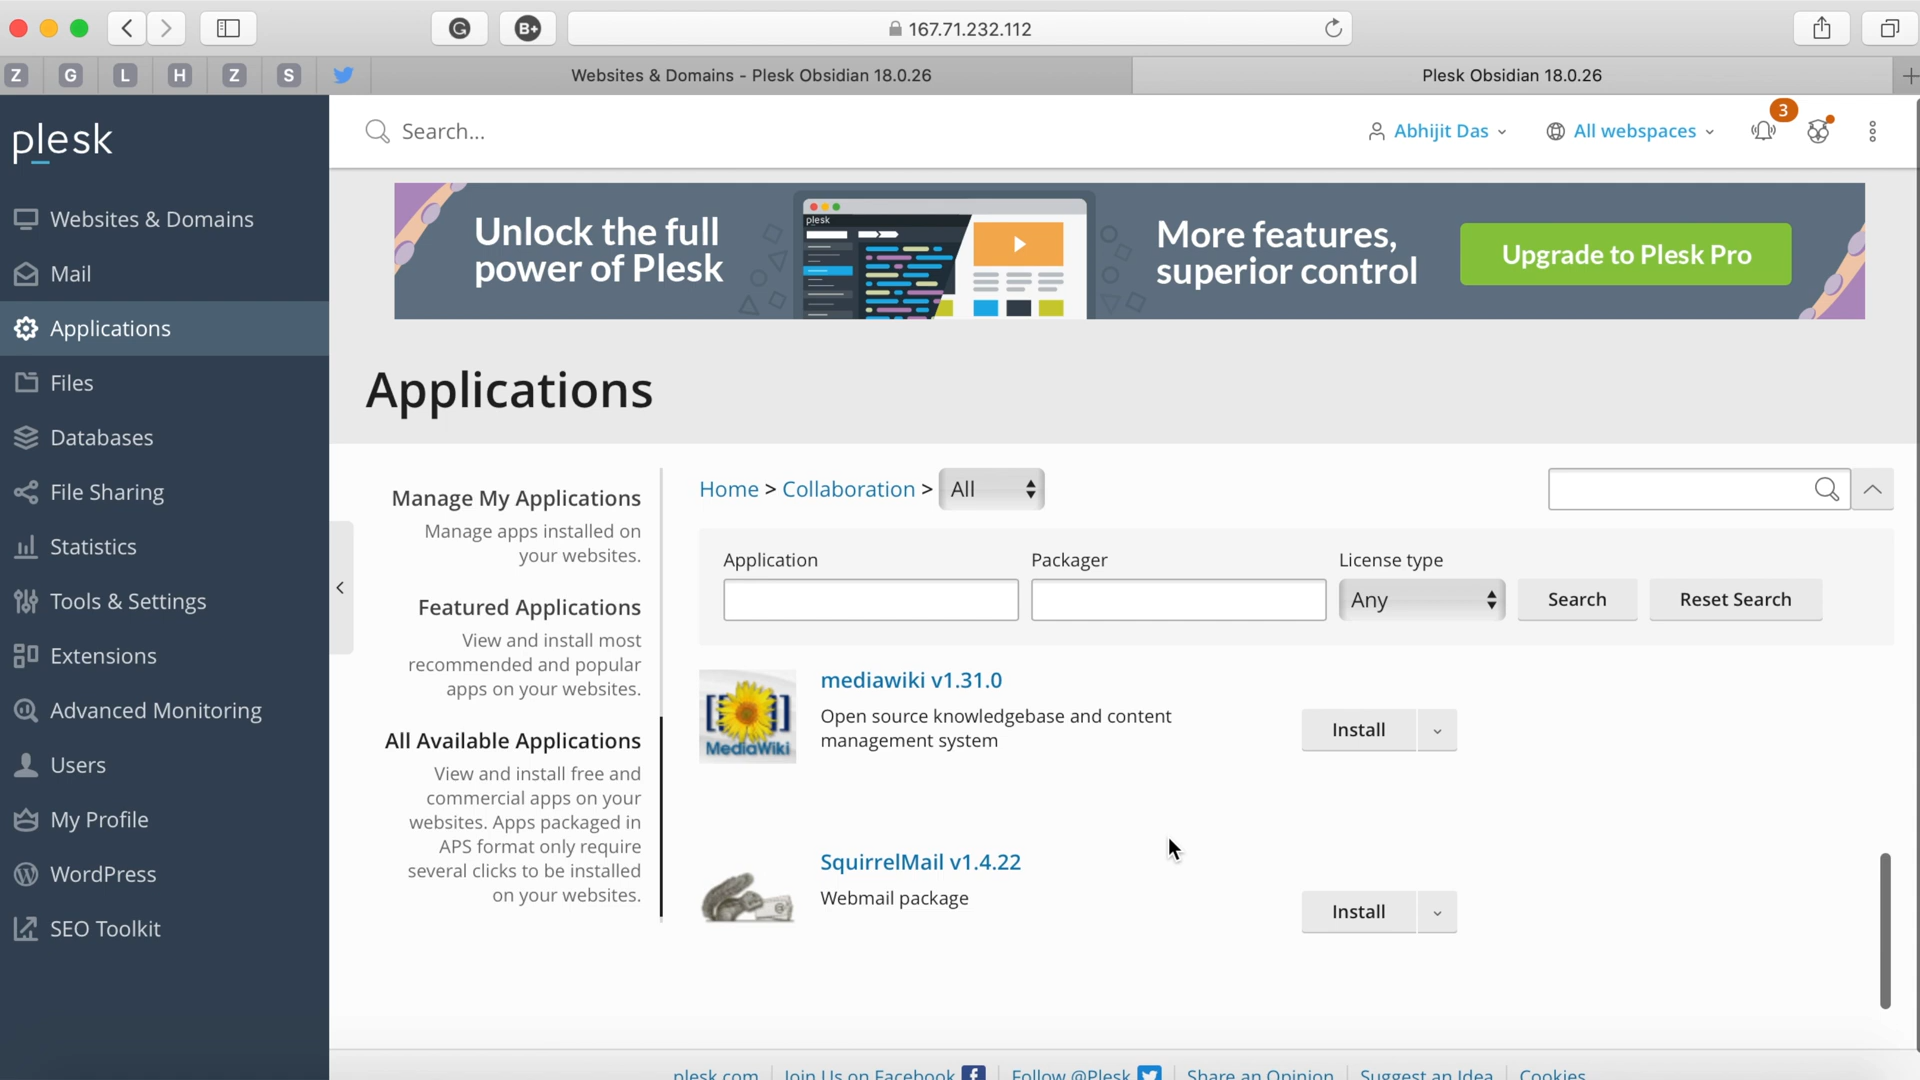 167.71.232.112
Z G L H Z S
Websites & Domains - Plesk Obsidian 18.0.26
Plesk Obsidian 18.0.26
plesk
Search...
Abhijit Das
All webspaces
3
Unlock the full
power of Plesk
plesk
More features,
superior control
Upgrade to Plesk Pro
Websites & Domains
Mail
Applications
Files
Databases
File Sharing
Statistics
Tools & Settings
Extensions
Advanced Monitoring
Users
My Profile
WordPress
SEO Toolkit
Applications
Manage My Applications
Manage apps installed on
your websites.
Featured Applications
View and install most
recommended and popular
apps on your websites.
All Available Applications
View and install free and
commercial apps on your
websites. Apps packaged in
APS format only require
several clicks to be installed
on your websites.
Home > Collaboration > All
Application
Packager
License type
Any
Search
Reset Search
MediaWiki
mediawiki v1.31.0
Open source knowledgebase and content
management system
Install
SquirrelMail v1.4.22
Webmail package
Install
plesk.com
Join Us on Facebook
Follow @Plesk
Share an Opinion
Suggest an Idea
Cookies